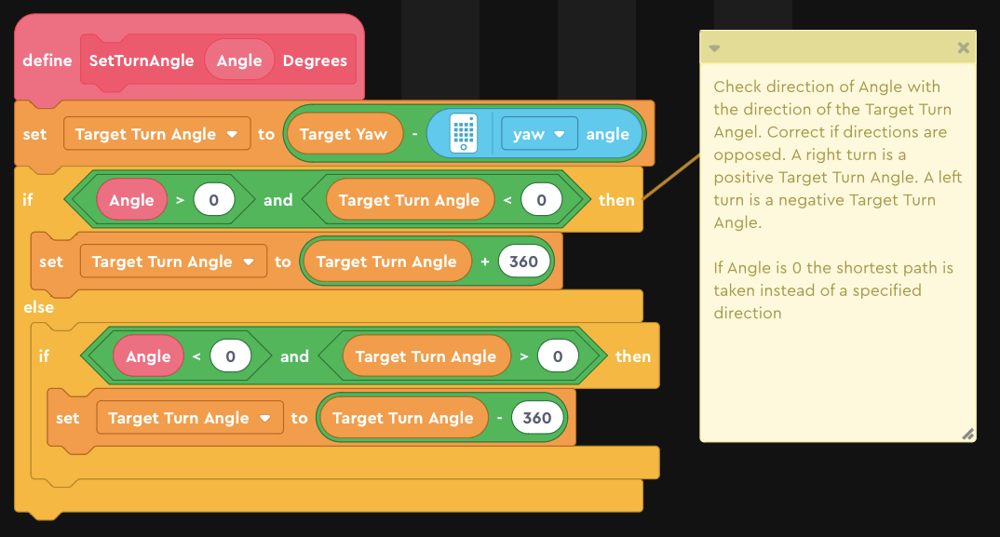 define SetTurnAngle Angle Degrees
set Target Turn Angle to Target Yaw - yaw angle
if Angle > 0 and Target Turn Angle < 0 then
set Target Turn Angle to Target Turn Angle + 360
else
if Angle < 0 and Target Turn Angle > 0 then
set Target Turn Angle to Target Turn Angle - 360
Check direction of Angle with
the direction of the Target Turn
Angel. Correct if directions are
opposed. A right turn is a
positive Target Turn Angle. A left
turn is a negative Target Turn
Angle.
If Angle is 0 the shortest path is
taken instead of a specified
direction